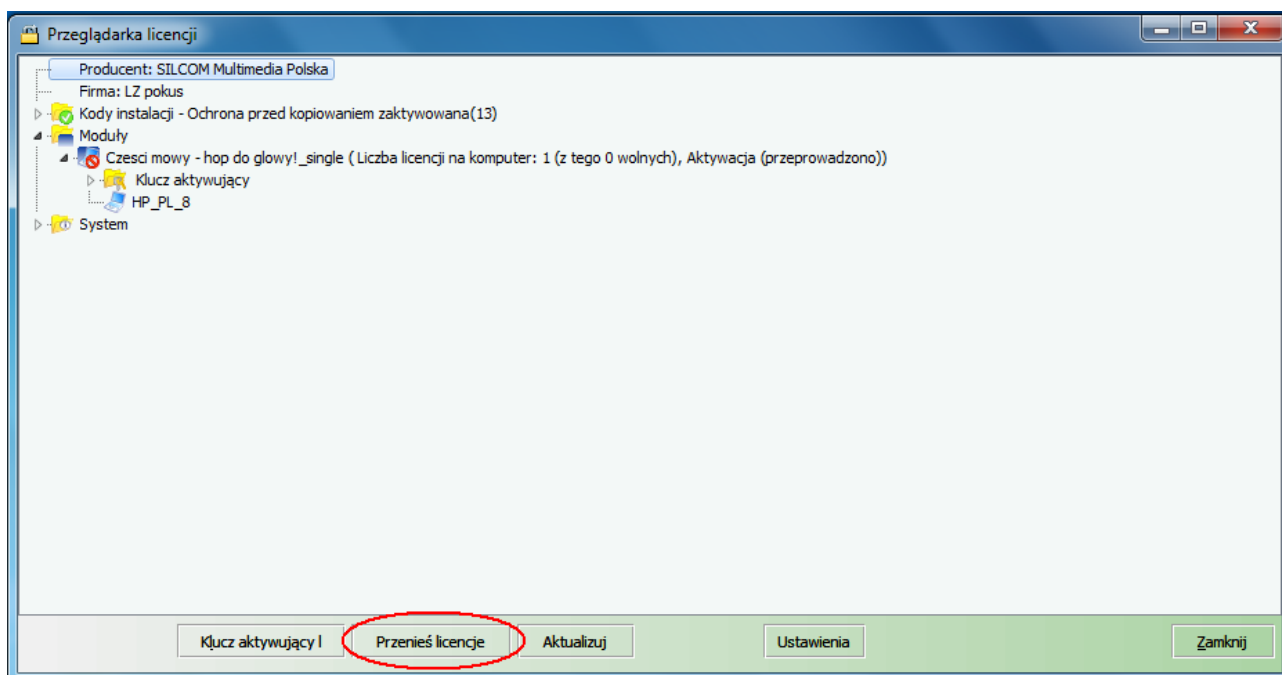 Przeglądarka licencji
Producent: SILCOM Multimedia Polska
Firma: LZ pokus
Kody instalacji - Ochrona przed kopiowaniem zaktywowana(13)
Moduły
Czesci mowy - hop do glowy!_single ( Liczba licencji na komputer: 1 (z tego 0 wolnych), Aktywacja (przeprowadzono))
Klucz aktywujący
HP_PL_8
System
Klucz aktywujący l Przenieś licencje Aktualizuj Ustawienia Zamknij